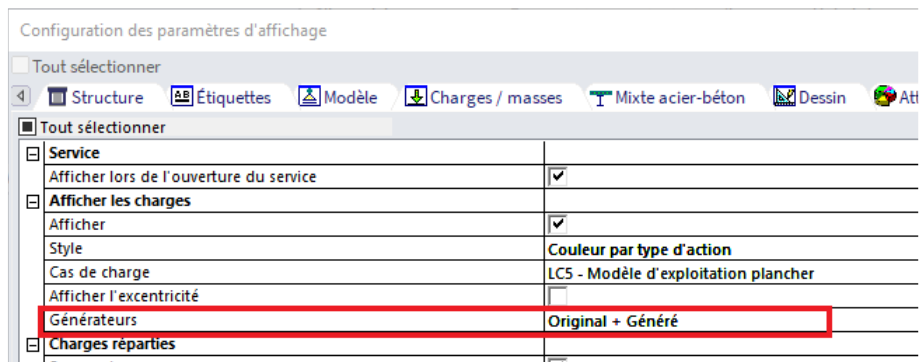 Configuration des paramètres d'affichage
Tout sélectionner
Structure Étiquettes Modèle Charges / masses Mixte acier-béton Dessin Att
Tout sélectionner
Service
Afficher lors de l'ouverture du service
Afficher les charges
Afficher
Style Couleur par type d'action
Cas de charge LC5 - Modèle d'exploitation plancher
Afficher l'excentricité
Générateurs Original + Généré
Charges réparties